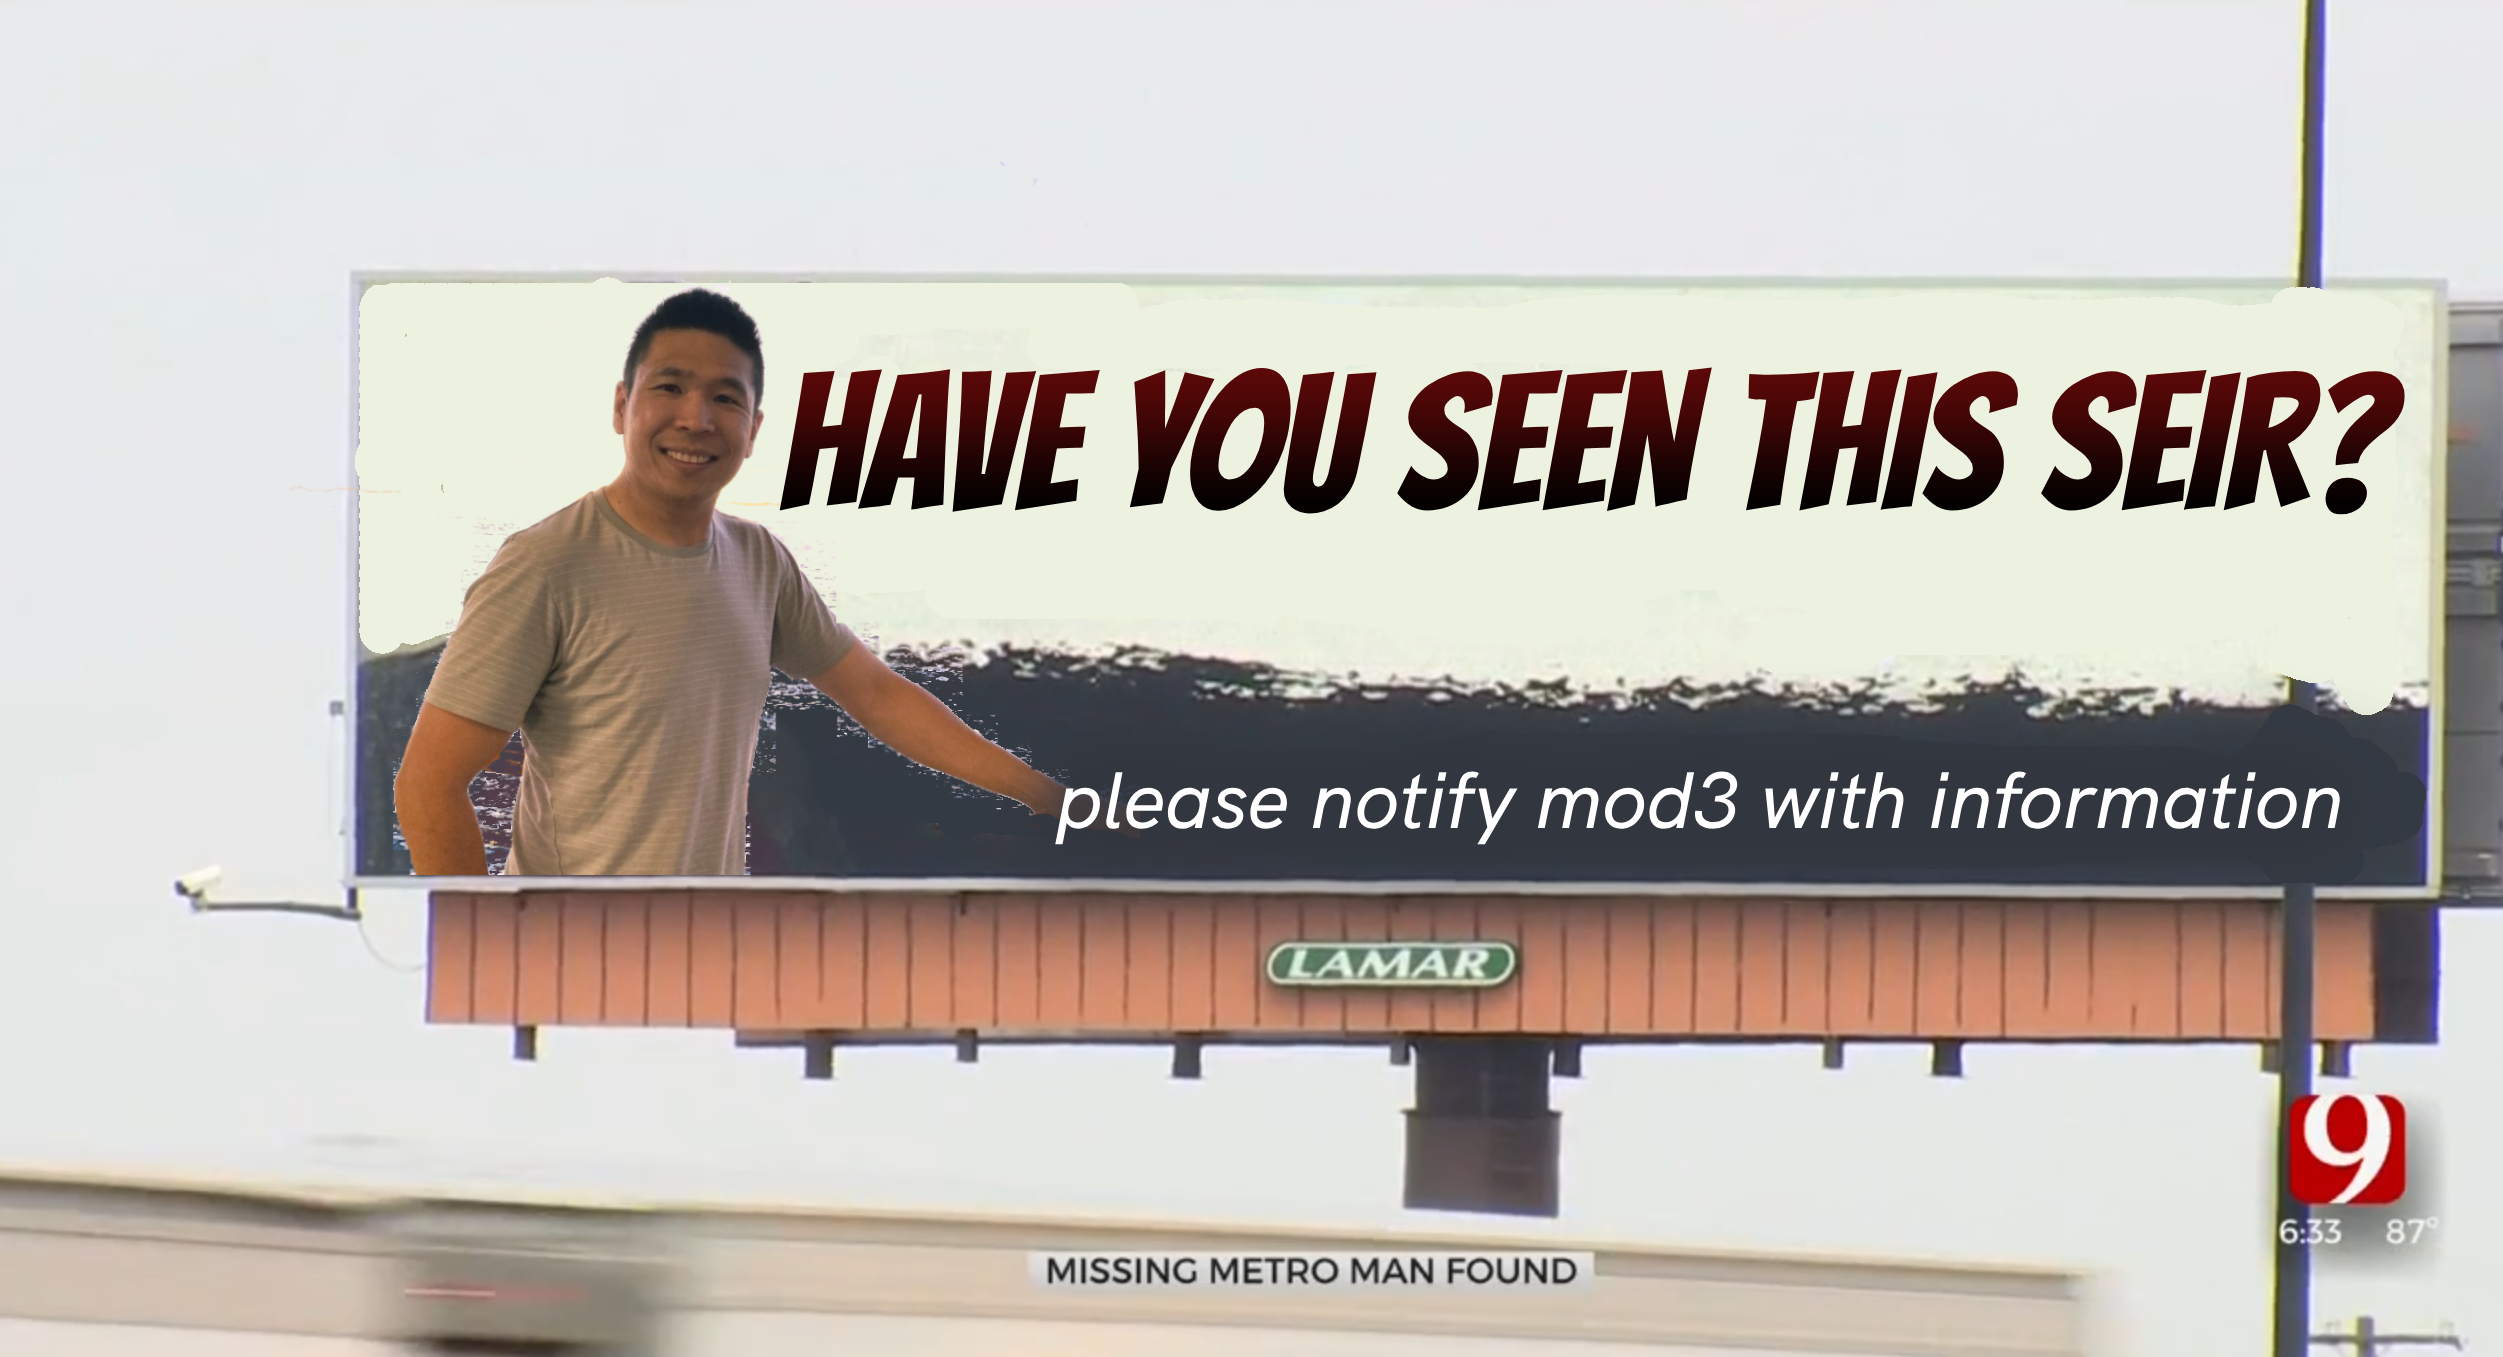 HAVE YOU SEEN THIS SEIR?
please notify mod3 with information
LAMAR
9
6:33 87°
MISSING METRO MAN FOUND